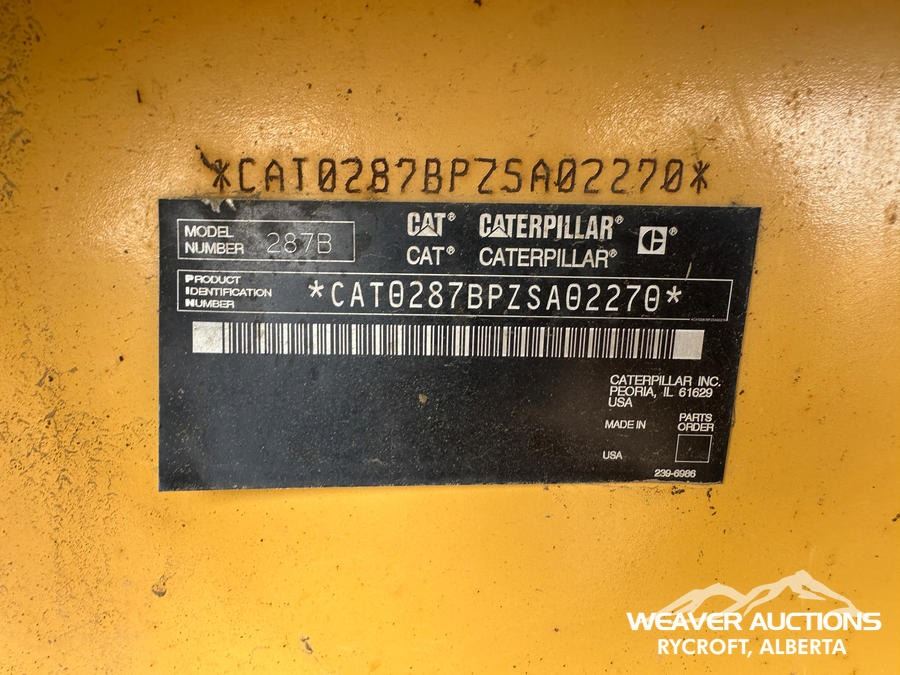 *CAT0287BPZSA02270*
MODEL NUMBER 287B
CAT® CATERPILLAR® C®
CAT® CATERPILLAR®
PRODUCT IDENTIFICATION NUMBER *CAT0287BPZSA02270*
CATERPILLAR INC.
PEORIA, IL 61629
USA
MADE IN
PARTS ORDER
USA
239-6986
WEAVER AUCTIONS
RYCROFT, ALBERTA